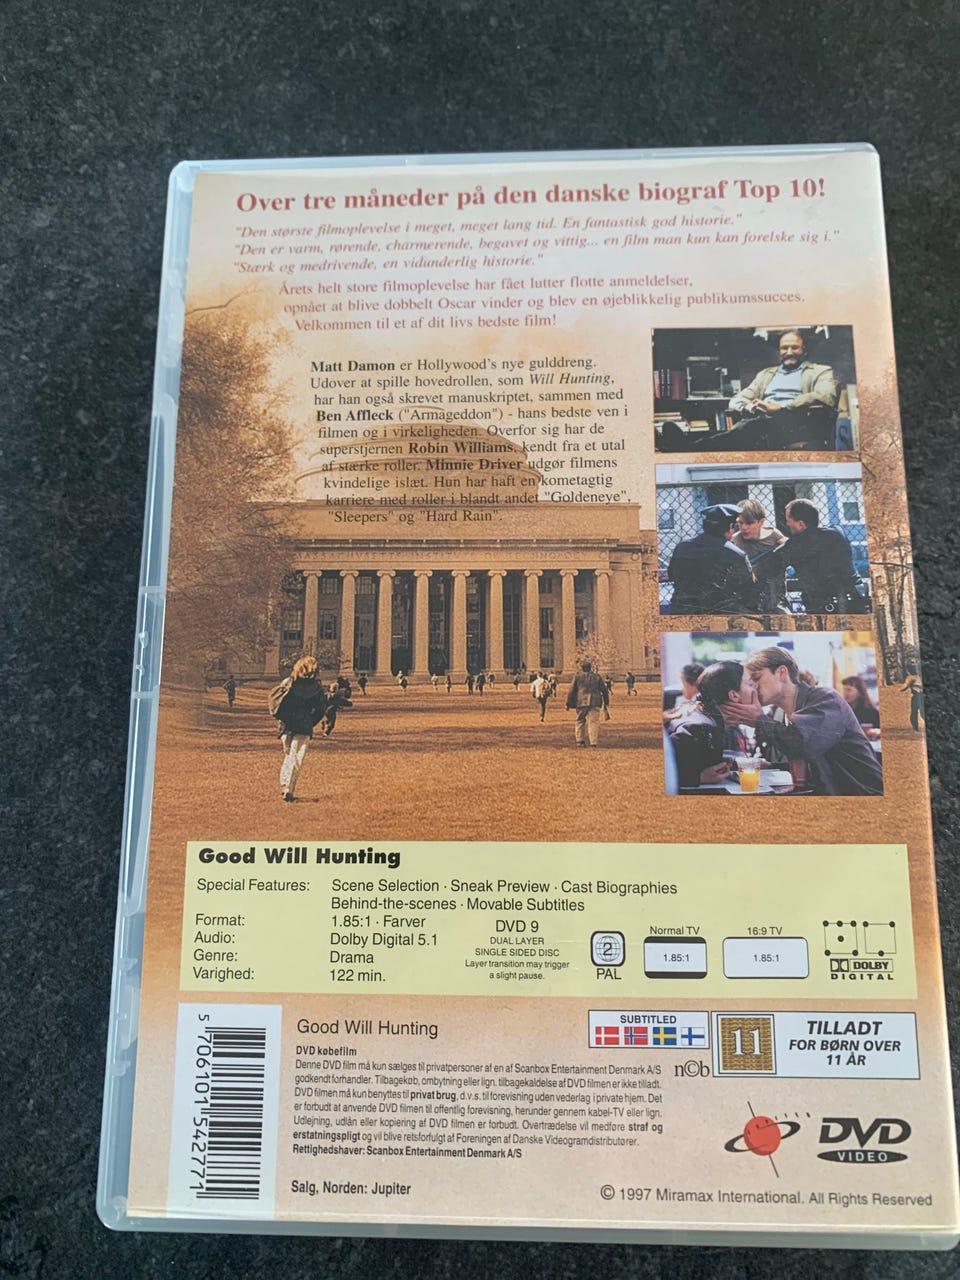 Over tre måneder på den danske biograf Top 10!
"Den største filmoplevelse i meget, meget lang tid. En fantastisk god historie."
"Den er varm, rørende, charmerende, begavet og vittig... en film man kun kan forelske sig i."
"Stærk og medrivende, en vidunderlig historie."
Årets helt store filmoplevelse har fået lutter flotte anmeldelser,
opnået at blive dobbelt Oscar vinder og blev en øjeblikkelig publikumssucces.
Velkommen til et af dit livs bedste film!
Matt Damon er Hollywood's nye gulddreng.
Udover at spille hovedrollen, som Will Hunting,
har han også skrevet manuskriptet, sammen med
Ben Affleck ("Armageddon") - hans bedste ven i
filmen og i virkeligheden. Overfor sig har de
superstjernen Robin Williams, kendt fra et utal
af stærke roller. Minnie Driver udgør filmens
kvindelige islæt. Hun har haft en kometagtig
karriere med roller i blandt andet "Goldeneye",
"Sleepers" og "Hard Rain".
Good Will Hunting
Special Features: Scene Selection · Sneak Preview · Cast Biographies
Behind-the-scenes · Movable Subtitles
Format: 1.85:1 · Farver
Audio: Dolby Digital 5.1
Genre: Drama
Varighed: 122 min.
DVD 9
DUAL LAYER
SINGLE SIDED DISC
Layer transition may trigger
a slight pause.
2
PAL
Normal TV
1.85:1
16:9 TV
1.85:1
DOLBY
DIGITAL
5 706101 542771
Good Will Hunting
DVD købefilm
Denne DVD film må kun sælges til privatpersoner af en af Scanbox Entertainment Denmark A/S
godkendt forhandler. Tilbagekøb, ombytning eller lign. tilbagekaldelse af DVD filmen er ikke tilladt.
DVD filmen må kun benyttes til privat brug, d.v.s. til forevisning uden vederlag i private hjem. Det
er forbudt at anvende DVD filmen til offentlig forevisning, herunder gennem kabel-TV eller lign.
Udlejning, udlån eller kopiering af DVD filmen er forbudt. Overtrædelse vil medføre straf og
erstatningspligt og vil blive retsforfulgt af Foreningen af Danske Videogramdistributører.
Rettighedshaver: Scanbox Entertainment Denmark A/S
Salg, Norden: Jupiter
SUBTITLED
n©b
11
TILLADT
FOR BØRN OVER
11 ÅR
DVD
VIDEO
© 1997 Miramax International. All Rights Reserved